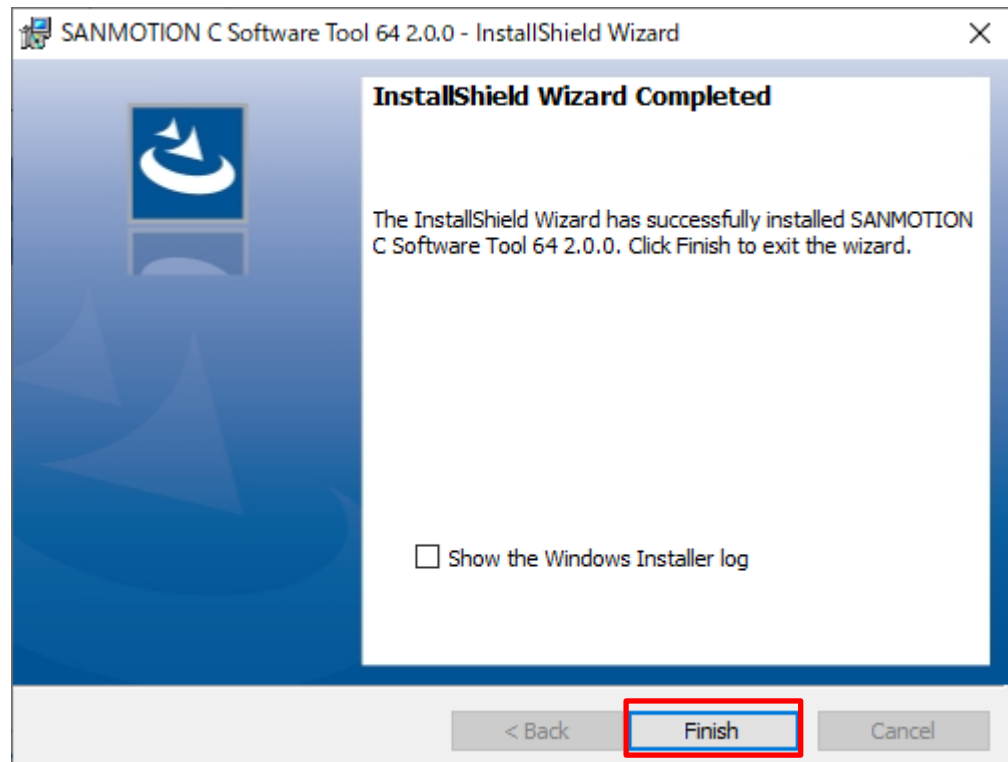 SANMOTION C Software Tool 64 2.0.0 - InstallShield Wizard
InstallShield Wizard Completed
The InstallShield Wizard has successfully installed SANMOTION
C Software Tool 64 2.0.0. Click Finish to exit the wizard.
Show the Windows Installer log
< Back Finish Cancel